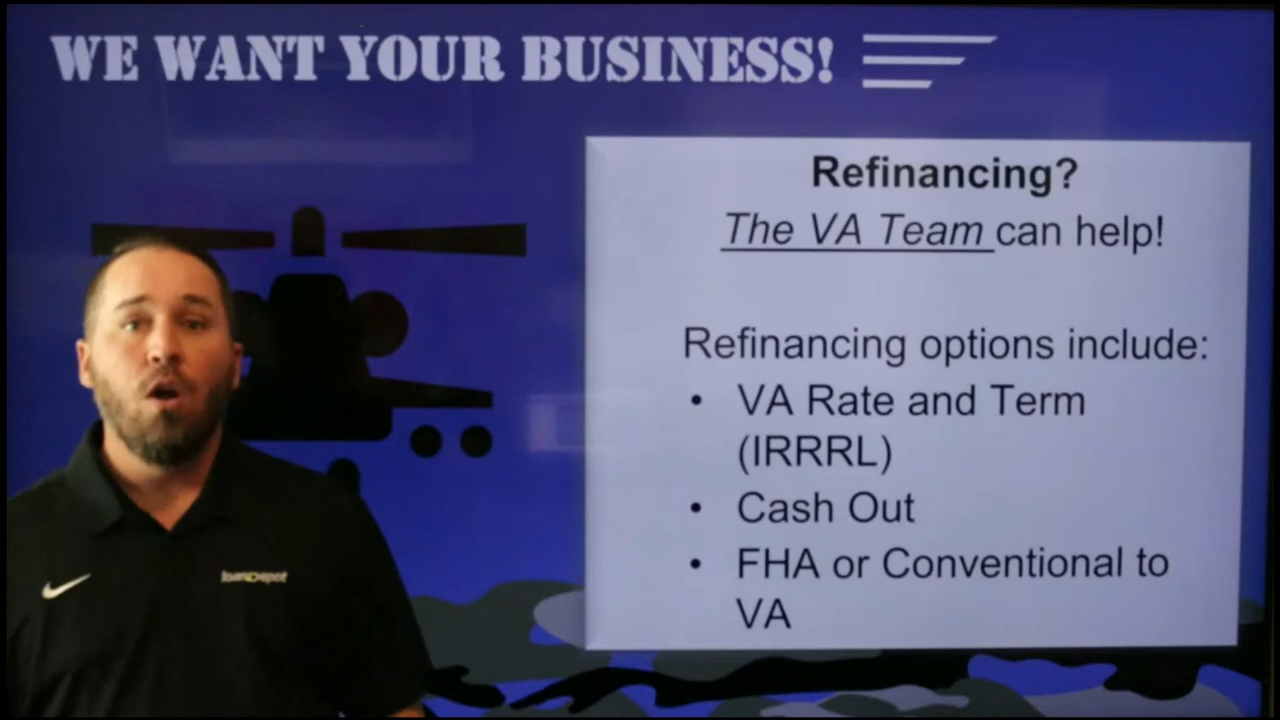 WE WANT YOUR BUSINESS!
Refinancing?
The VA Team can help!
Refinancing options include:
• VA Rate and Term
(IRRRL)
• Cash Out
• FHA or Conventional to
VA
loanDepot